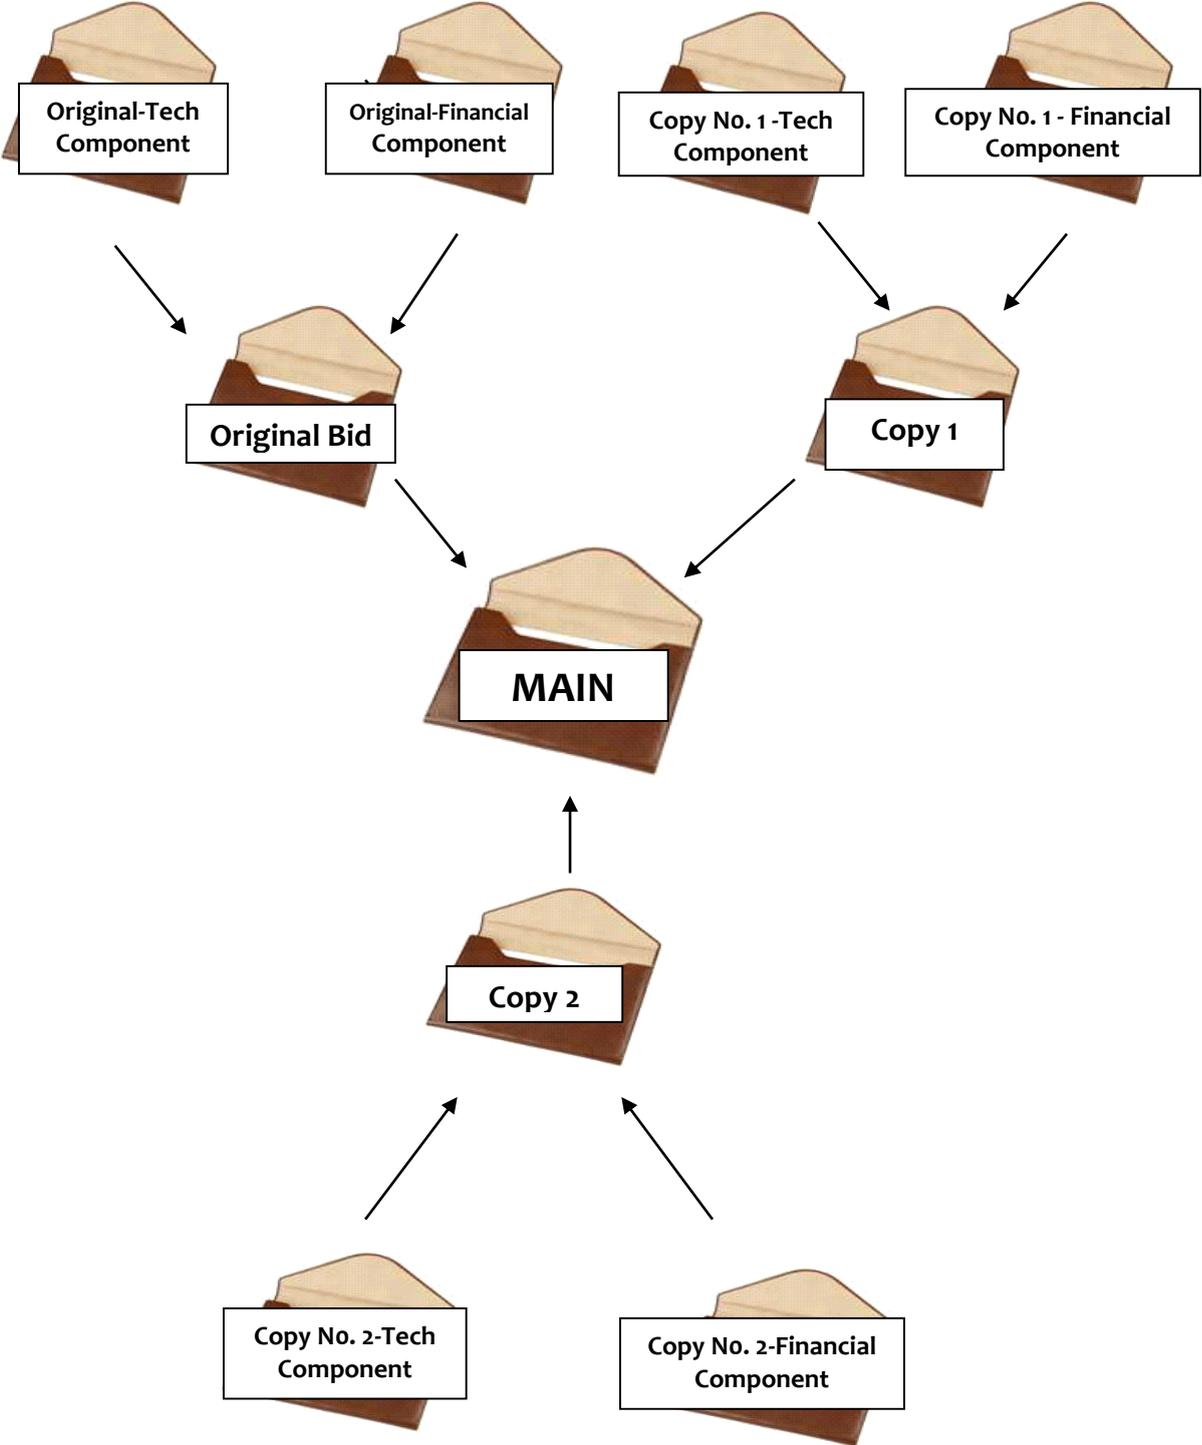 Original-Tech
Component
Original-Financial
Component
Copy No. 1 -Tech
Component
Copy No. 1 - Financial
Component
Original Bid
Copy 1
MAIN
Copy 2
Copy No. 2-Tech
Component
Copy No. 2-Financial
Component